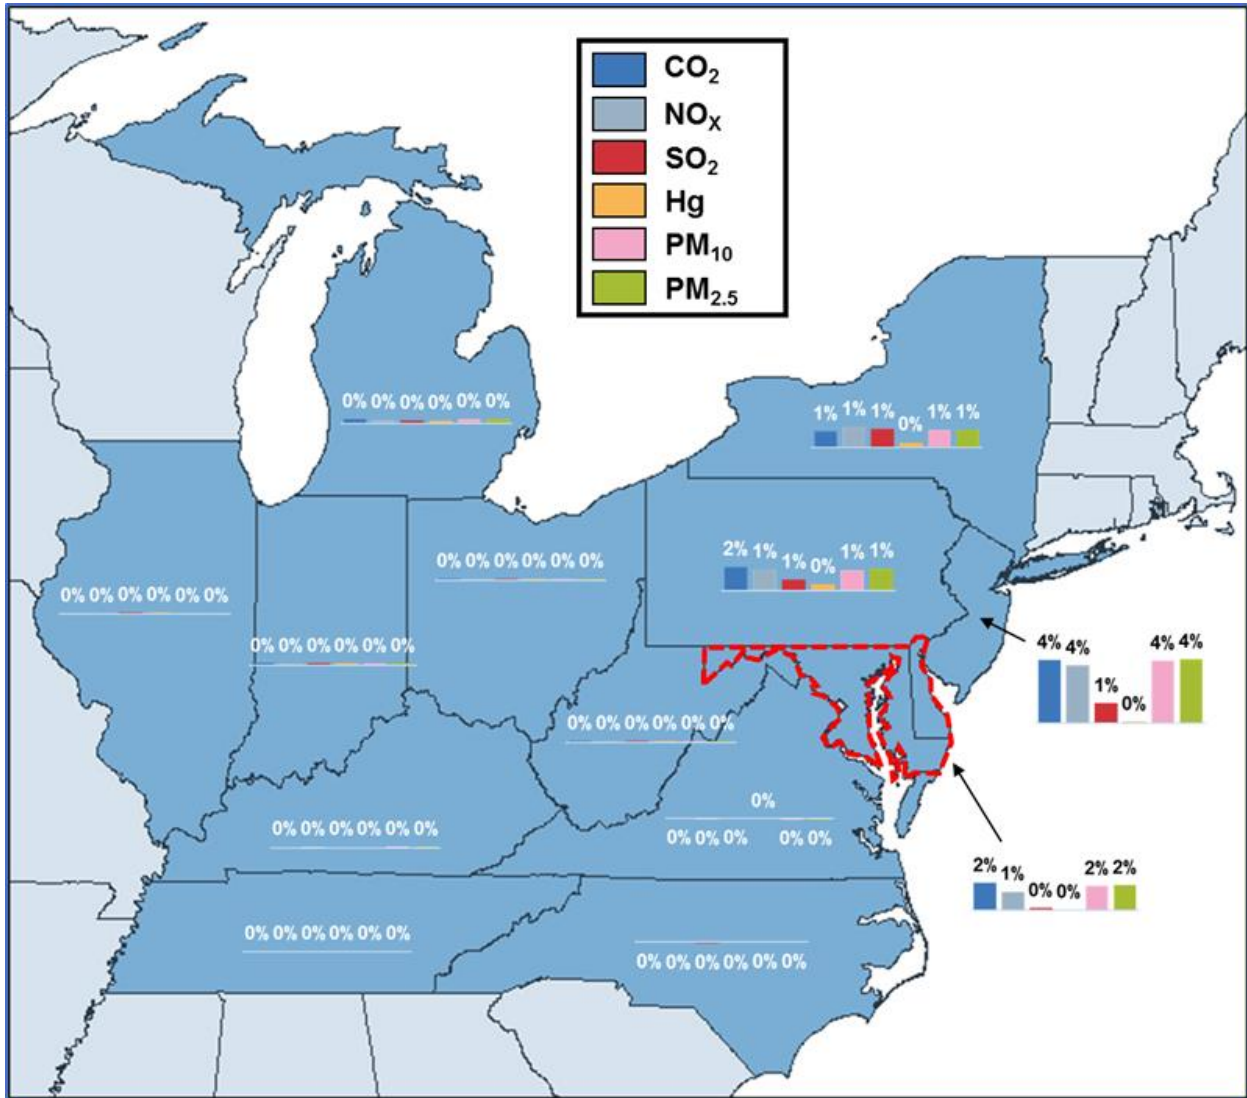 CO₂
NOₓ
SO₂
Hg
PM₁₀
PM₂.₅
0% 0% 0% 0% 0% 0%
1% 1% 1% 0% 1% 1%
2% 1% 1% 0% 1% 1%
0% 0% 0% 0% 0% 0%
0% 0% 0% 0% 0% 0%
0% 0% 0% 0% 0% 0%
4% 4% 1% 0% 4% 4%
0% 0% 0% 0% 0% 0%
0%
0% 0% 0% 0% 0%
0% 0% 0% 0% 0% 0%
2% 1% 0% 0% 2% 2%
0% 0% 0% 0% 0% 0%
0% 0% 0% 0% 0% 0%